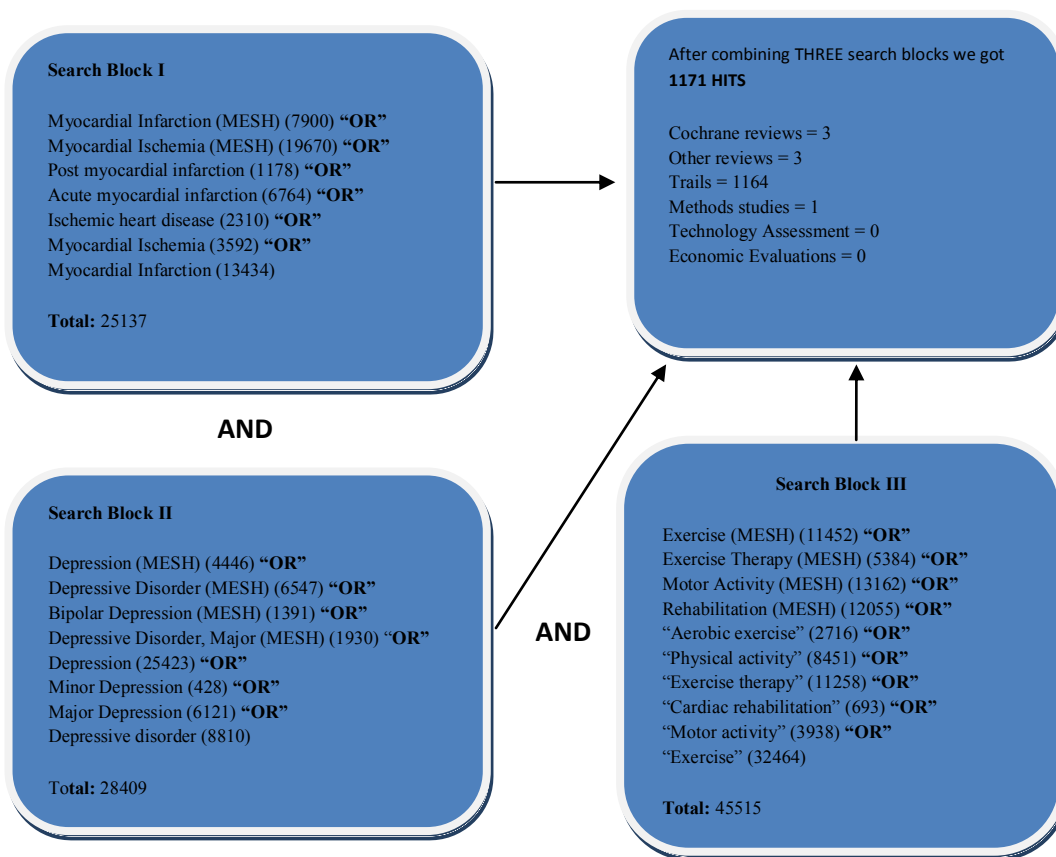 Search Block I
Myocardial Infarction (MESH) (7900) “OR”
Myocardial Ischemia (MESH) (19670) “OR”
Post myocardial infarction (1178) “OR”
Acute myocardial infarction (6764) “OR”
Ischemic heart disease (2310) “OR”
Myocardial Ischemia (3592) “OR”
Myocardial Infarction (13434)
Total: 25137
AND
Search Block II
Depression (MESH) (4446) “OR”
Depressive Disorder (MESH) (6547) “OR”
Bipolar Depression (MESH) (1391) “OR”
Depressive Disorder, Major (MESH) (1930) “OR”
Depression (25423) “OR”
Minor Depression (428) “OR”
Major Depression (6121) “OR”
Depressive disorder (8810)
Total: 28409
AND
Search Block III
Exercise (MESH) (11452) “OR”
Exercise Therapy (MESH) (5384) “OR”
Motor Activity (MESH) (13162) “OR”
Rehabilitation (MESH) (12055) “OR”
“Aerobic exercise” (2716) “OR”
“Physical activity” (8451) “OR”
“Exercise therapy” (11258) “OR”
“Cardiac rehabilitation” (693) “OR”
“Motor activity” (3938) “OR”
“Exercise” (32464)
Total: 45515
After combining THREE search blocks we got
1171 HITS
Cochrane reviews = 3
Other reviews = 3
Trails = 1164
Methods studies = 1
Technology Assessment = 0
Economic Evaluations = 0